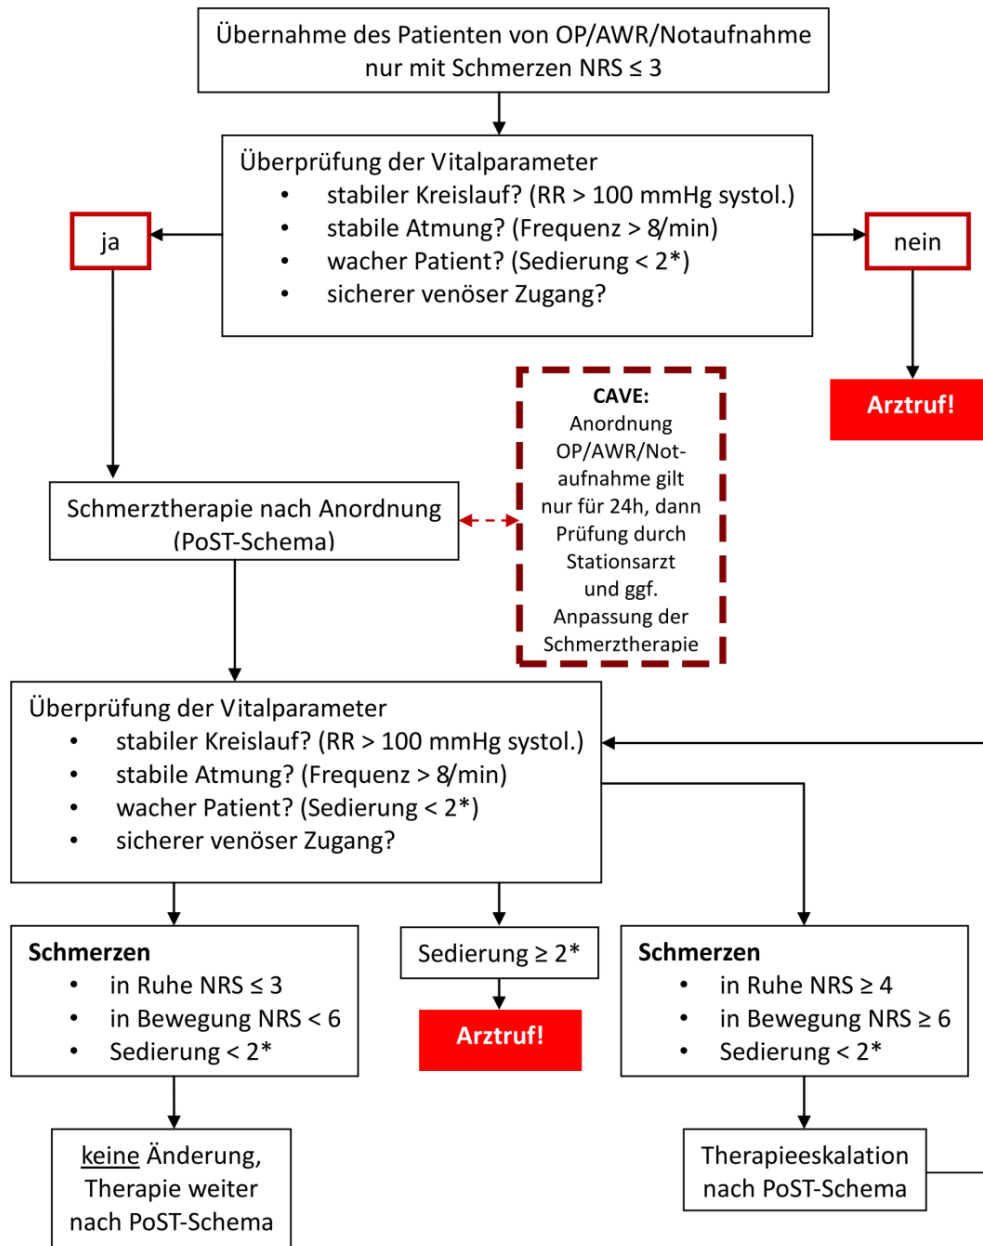 Übernahme des Patienten von OP/AWR/Notaufnahme
nur mit Schmerzen NRS ≤ 3
Überprüfung der Vitalparameter
• stabiler Kreislauf? (RR > 100 mmHg systol.)
• stabile Atmung? (Frequenz > 8/min)
• wacher Patient? (Sedierung < 2*)
• sicherer venöser Zugang?
ja
nein
Arztruf!
CAVE:
Anordnung
OP/AWR/Not-
aufnahme gilt
nur für 24h, dann
Prüfung durch
Stationsarzt
und ggf.
Anpassung der
Schmerztherapie
Schmerztherapie nach Anordnung
(PoST-Schema)
Überprüfung der Vitalparameter
• stabiler Kreislauf? (RR > 100 mmHg systol.)
• stabile Atmung? (Frequenz > 8/min)
• wacher Patient? (Sedierung < 2*)
• sicherer venöser Zugang?
Schmerzen
• in Ruhe NRS ≤ 3
• in Bewegung NRS < 6
• Sedierung < 2*
Sedierung ≥ 2*
Arztruf!
Schmerzen
• in Ruhe NRS ≥ 4
• in Bewegung NRS ≥ 6
• Sedierung < 2*
keine Änderung,
Therapie weiter
nach PoST-Schema
Therapieeskalation
nach PoST-Schema